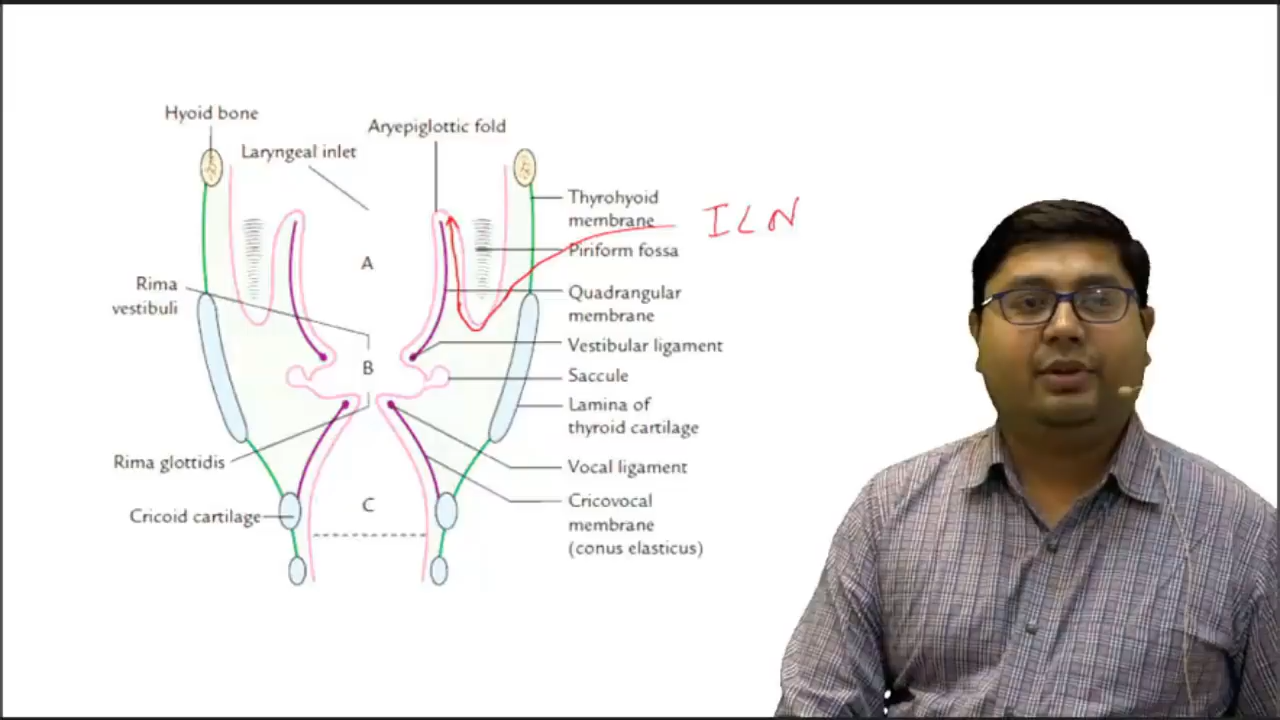 Hyoid bone
Aryepiglottic fold
Laryngeal inlet
Thyrohyoid
membrane
ILN
Piriform fossa
A
Rima
vestibuli
Quadrangular
membrane
Vestibular ligament
B
Saccule
Lamina of
thyroid cartilage
Rima glottidis
Vocal ligament
Cricoid cartilage
C
Cricovocal
membrane
(conus elasticus)